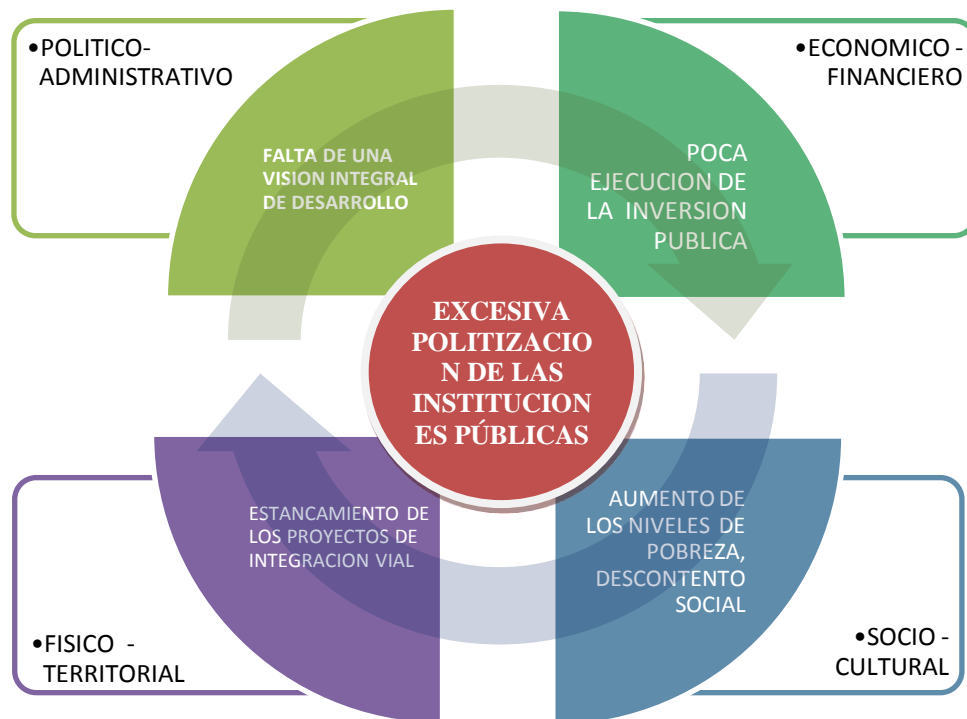 •POLITICO-
ADMINISTRATIVO
•ECONOMICO -
FINANCIERO
FALTA DE UNA
VISION INTEGRAL
DE DESARROLLO
POCA
EJECUCION DE
LA INVERSION
PUBLICA
EXCESIVA
POLITIZACIO
N DE LAS
INSTITUCION
ES PÚBLICAS
ESTANCAMIENTO DE
LOS PROYECTOS DE
INTEGRACION VIAL
AUMENTO DE
LOS NIVELES DE
POBREZA,
DESCONTENTO
SOCIAL
•FISICO -
TERRITORIAL
•SOCIO -
CULTURAL